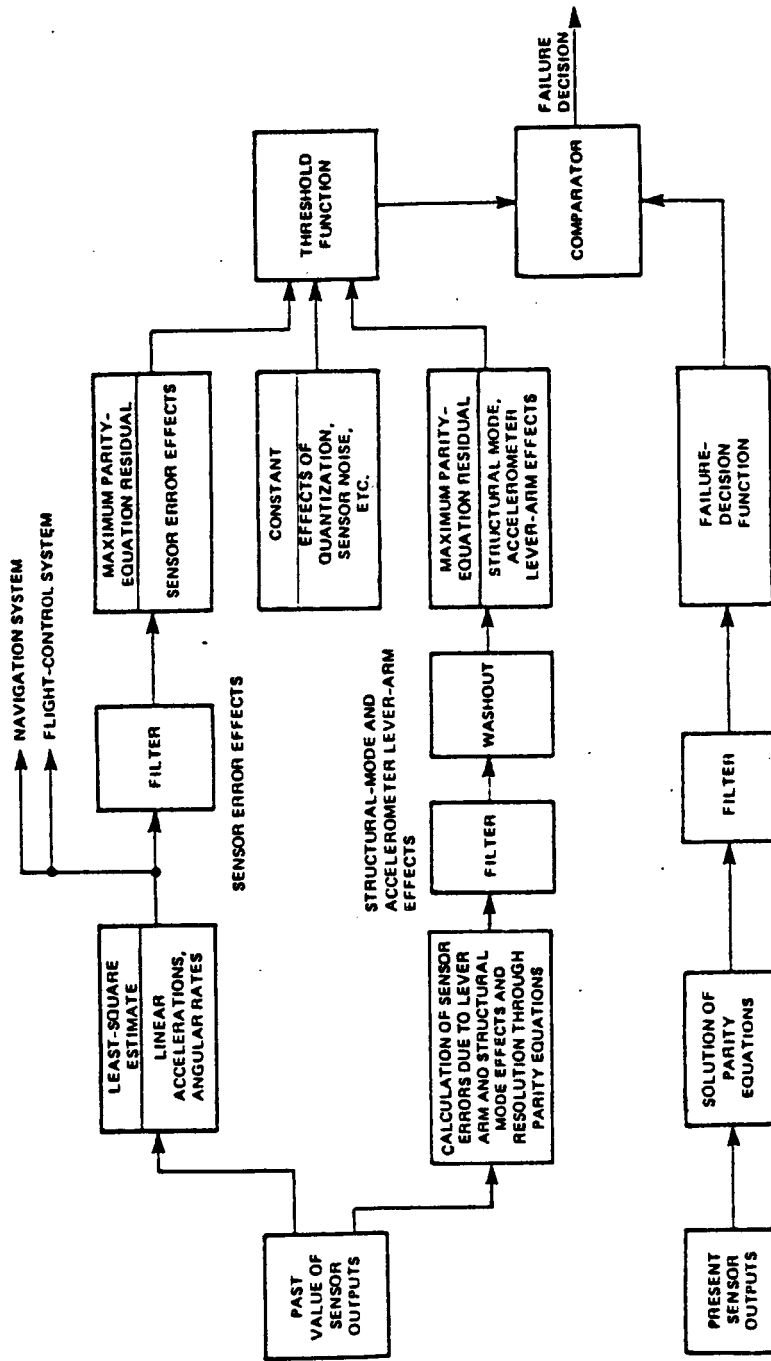 NAVIGATION SYSTEM
FLIGHT-CONTROL SYSTEM
PAST
VALUE OF
SENSOR
OUTPUTS
LEAST-SQUARE
ESTIMATE
LINEAR
ACCELERATIONS,
ANGULAR RATES
FILTER
SENSOR ERROR EFFECTS
MAXIMUM PARITY-
EQUATION RESIDUAL
SENSOR ERROR EFFECTS
CONSTANT
EFFECTS OF
QUANTIZATION,
SENSOR NOISE,
ETC.
THRESHOLD
FUNCTION
CALCULATION OF SENSOR
ERRORS DUE TO LEVER
ARM AND STRUCTURAL
MODE EFFECTS AND
RESOLUTION THROUGH
PARITY EQUATIONS
STRUCTURAL-MODE AND
ACCELEROMETER LEVER-ARM
EFFECTS
FILTER
WASHOUT
MAXIMUM PARITY-
EQUATION RESIDUAL
STRUCTURAL MODE,
ACCELEROMETER
LEVER-ARM EFFECTS
COMPARATOR
FAILURE
DECISION
PRESENT
SENSOR
OUTPUTS
SOLUTION OF
PARITY
EQUATIONS
FILTER
FAILURE-
DECISION
FUNCTION